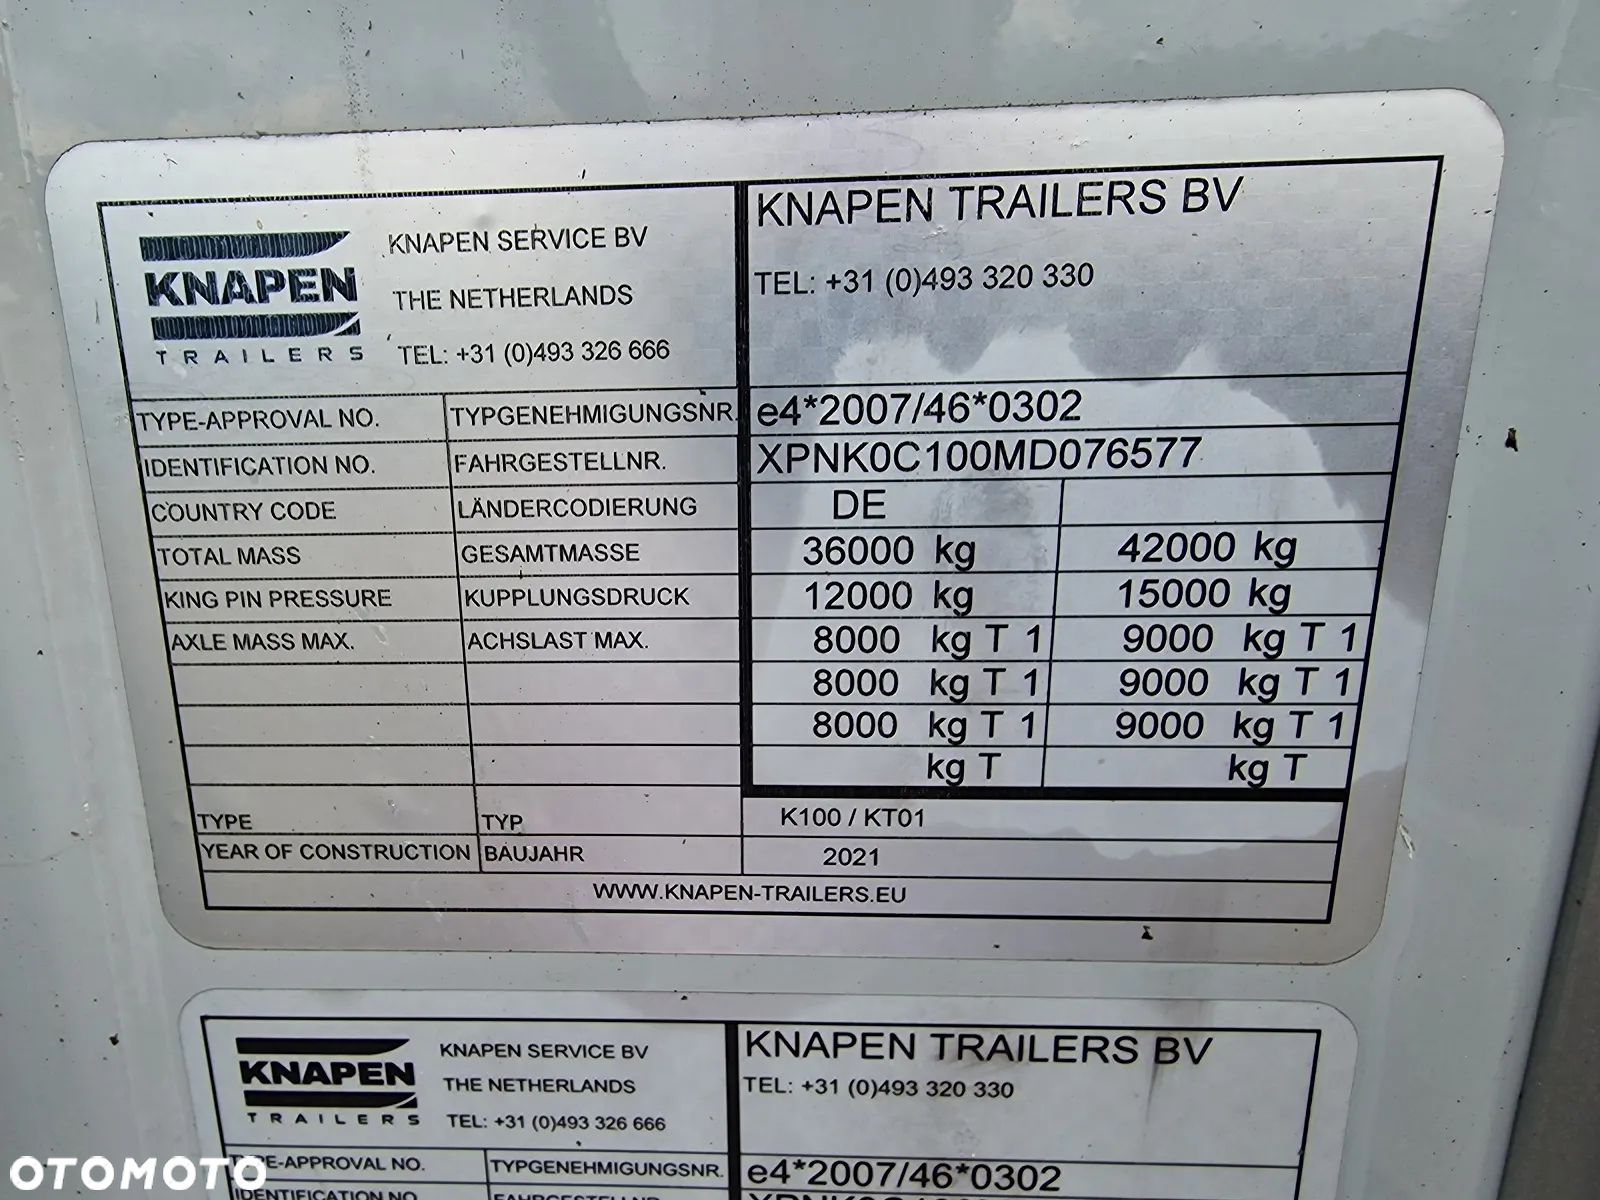 KNAPEN
TRAILERS
KNAPEN SERVICE BV
THE NETHERLANDS
TEL: +31 (0)493 326 666
KNAPEN TRAILERS BV
TEL: +31 (0)493 320 330
TYPE-APPROVAL NO. TYPGENEHMIGUNGSNR. e4*2007/46*0302
IDENTIFICATION NO. FAHRGESTELLNR. XPNK0C100MD076577
COUNTRY CODE LÄNDERCODIERUNG DE
TOTAL MASS GESAMTMASSE 36000 kg 42000 kg
KING PIN PRESSURE KUPPLUNGSDRUCK 12000 kg 15000 kg
AXLE MASS MAX. ACHSLAST MAX. 8000 kg T 1 9000 kg T 1
8000 kg T 1 9000 kg T 1
8000 kg T 1 9000 kg T 1
kg T kg T
TYPE TYP K100 / KT01
YEAR OF CONSTRUCTION BAUJAHR 2021
WWW.KNAPEN-TRAILERS.EU
KNAPEN
TRAILERS
KNAPEN SERVICE BV
THE NETHERLANDS
TEL: +31 (0)493 326 666
KNAPEN TRAILERS BV
TEL: +31 (0)493 320 330
TYPE-APPROVAL NO. TYPGENEHMIGUNGSNR. e4*2007/46*0302
IDENTIFICATION NO. FAHRGESTELLNR.
OTOMOTO